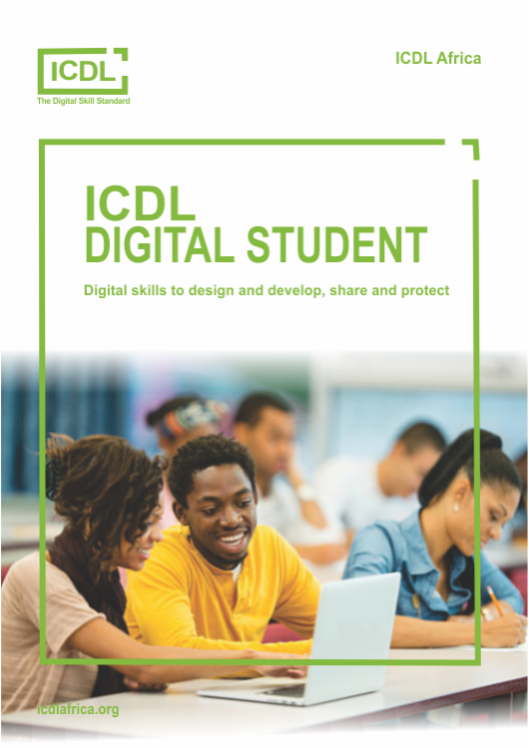 ICDL
The Digital Skill Standard
ICDL Africa
ICDL
DIGITAL STUDENT
Digital skills to design and develop, share and protect
icdlafrica.org